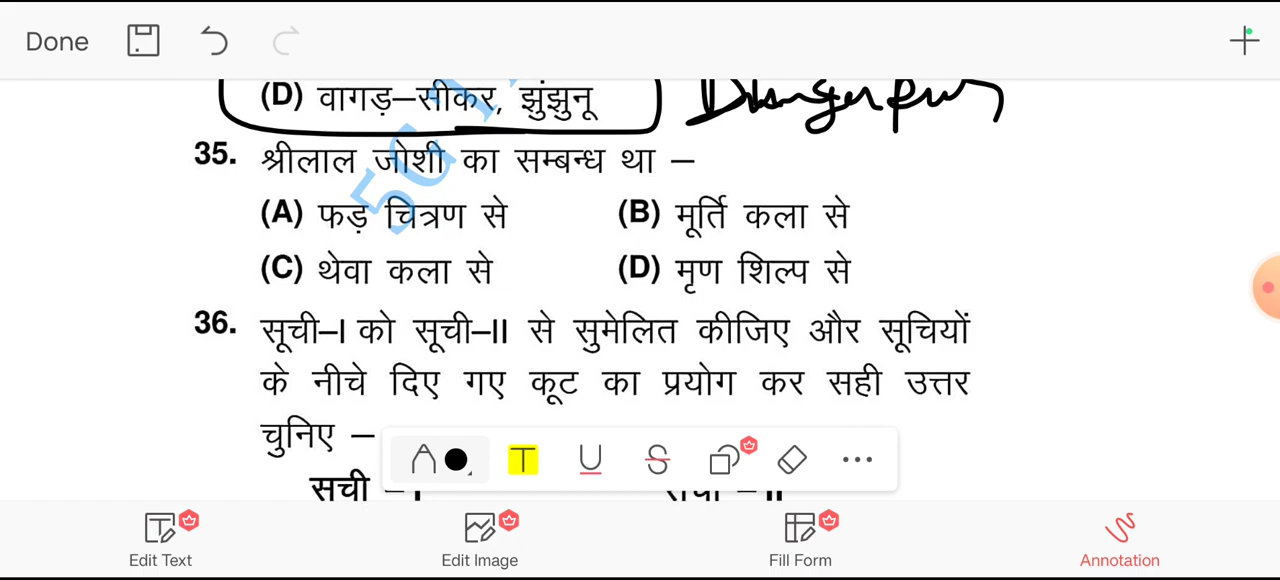 Done
(D) वागड़–सीकर, झुंझुनू Dungerpur
35. श्रीलाल जोशी का सम्बन्ध था –
(A) फड़ चित्रण से (B) मूर्ति कला से
(C) थेवा कला से (D) मृण शिल्प से
36. सूची–I को सूची–II से सुमेलित कीजिए और सूचियों
के नीचे दिए गए कूट का प्रयोग कर सही उत्तर
चुनिए –
Edit Text Edit Image Fill Form Annotation